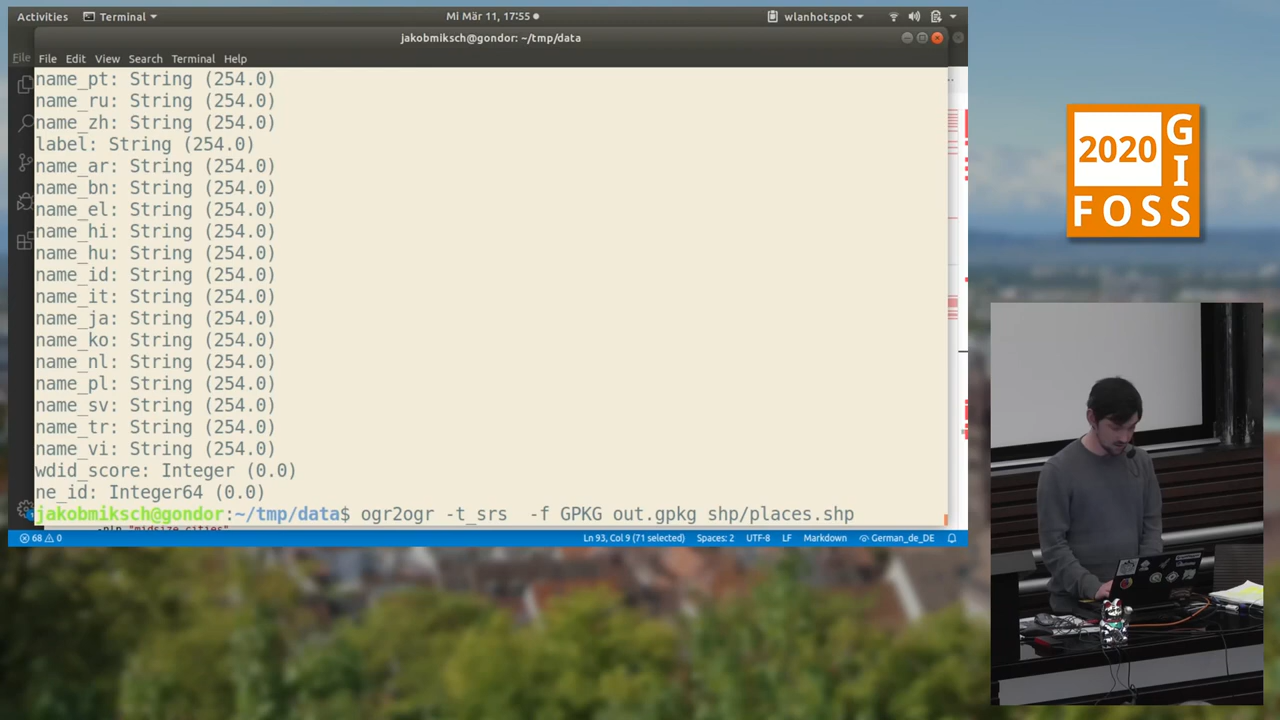 Activities Terminal Mi Mär 11, 17:55 wlanhotspot
jakobmiksch@gondor: ~/tmp/data
File File Edit View Search Terminal Help
name_pt: String (254.0)
name_ru: String (254.0)
name_zh: String (254.0)
label: String (254.0)
name_ar: String (254.0)
name_bn: String (254.0)
name_el: String (254.0)
name_hi: String (254.0)
name_hu: String (254.0)
name_id: String (254.0)
name_it: String (254.0)
name_ja: String (254.0)
name_ko: String (254.0)
name_nl: String (254.0)
name_pl: String (254.0)
name_sv: String (254.0)
name_tr: String (254.0)
name_vi: String (254.0)
wdid_score: Integer (0.0)
ne_id: Integer64 (0.0)
jakobmiksch@gondor:~/tmp/data$ ogr2ogr -t_srs  -f GPKG out.gpkg shp/places.shp
-nln "midsize_cities"
68 0 Ln 93, Col 9 (71 selected) Spaces: 2 UTF-8 LF Markdown German_de_DE
2020
GIS
FOSS